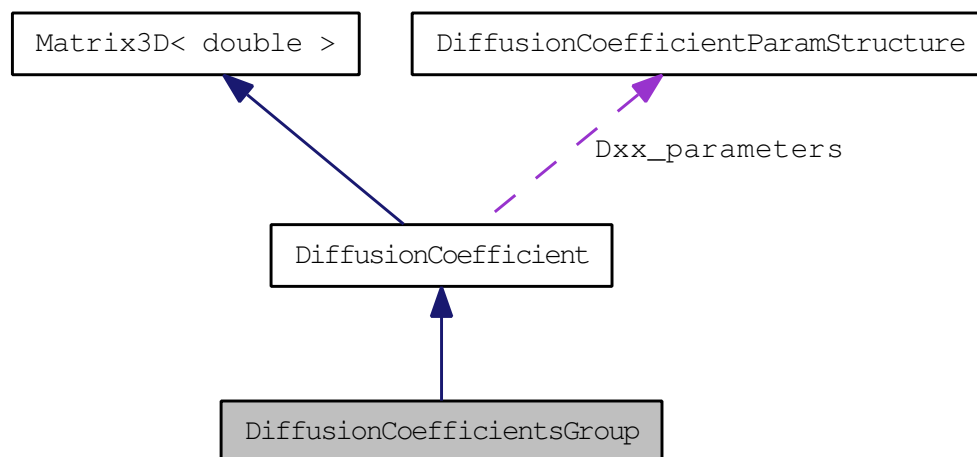 Matrix3D< double >
DiffusionCoefficientParamStructure
Dxx_parameters
DiffusionCoefficient
DiffusionCoefficientsGroup